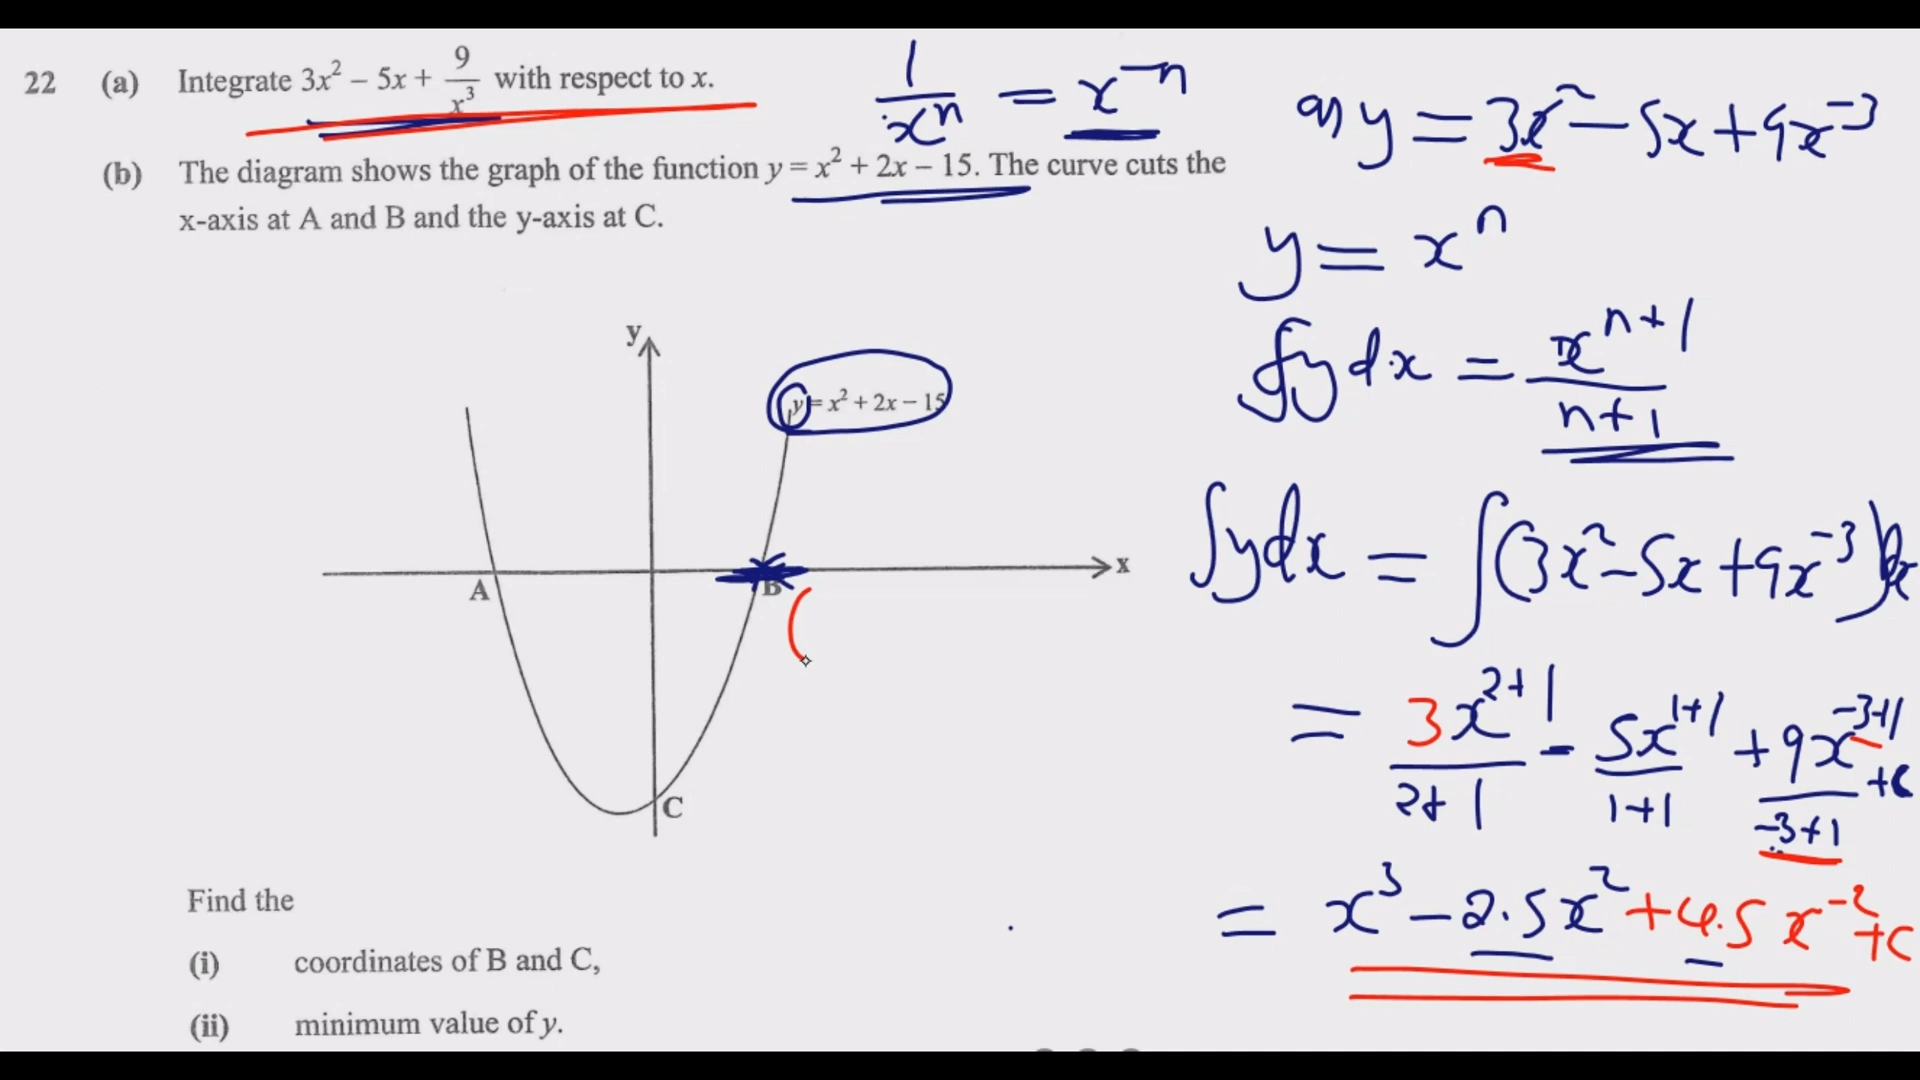 22 (a) Integrate 3x² − 5x + 9/x³ with respect to x.
1/xⁿ = x⁻ⁿ
a) y = 3x² − 5x + 9x⁻³
(b) The diagram shows the graph of the function y = x² + 2x − 15. The curve cuts the
x-axis at A and B and the y-axis at C.
y = xⁿ
∫y dx = xⁿ⁺¹/n+1
y
y = x² + 2x − 15
x
A
B
(
C
∫y dx = ∫(3x² − 5x + 9x⁻³)dx
= 3x²⁺¹/2+1 − 5x¹⁺¹/1+1 + 9x⁻³⁺¹/−3+1 + c
= x³ − 2.5x² + 4.5x⁻² + c
Find the
(i) coordinates of B and C,
(ii) minimum value of y.